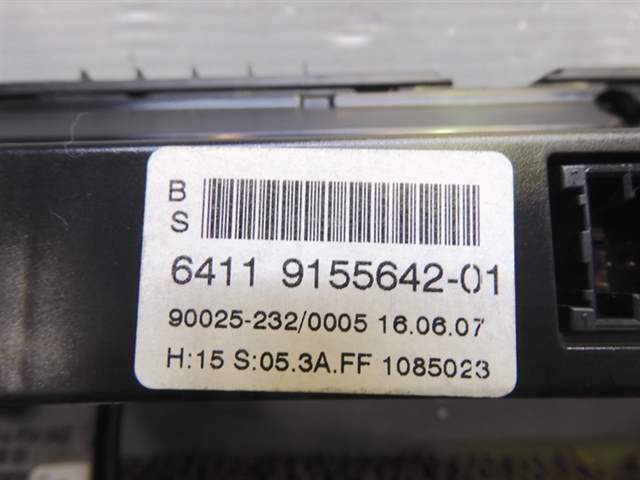 B
S
6411 9155642-01
90025-232/0005 16.06.07
H:15 S:05.3A.FF 1085023